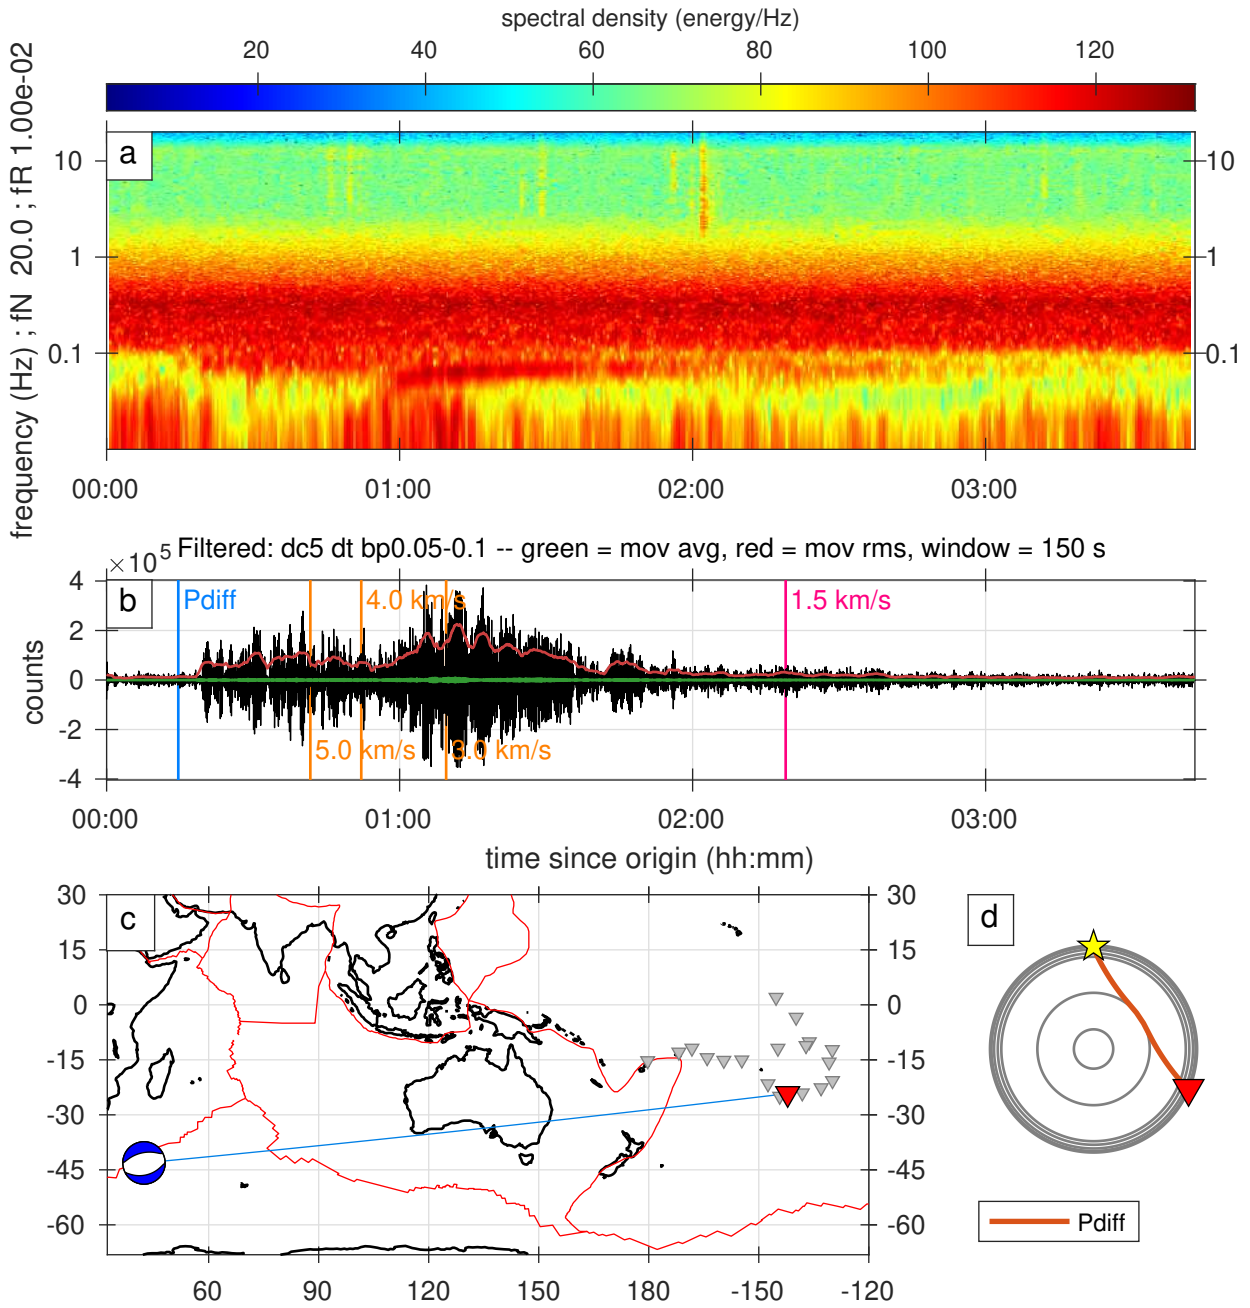 spectral density (energy/Hz)
20 40 60 80 100 120
frequency (Hz) ; fN 20.0 ; fR 1.00e-02
a
10 10
1 1
0.1 0.1
00:00 01:00 02:00 03:00
×10^5 Filtered: dc5 dt bp0.05-0.1 -- green = mov avg, red = mov rms, window = 150 s
b
counts
4
2
0
-2
-4
Pdiff 4.0 km/s 1.5 km/s
5.0 km/s 3.0 km/s
00:00 01:00 02:00 03:00
time since origin (hh:mm)
c
30 30
15 15
0 0
-15 -15
-30 -30
-45 -45
-60 -60
60 90 120 150 180 -150 -120
d
Pdiff